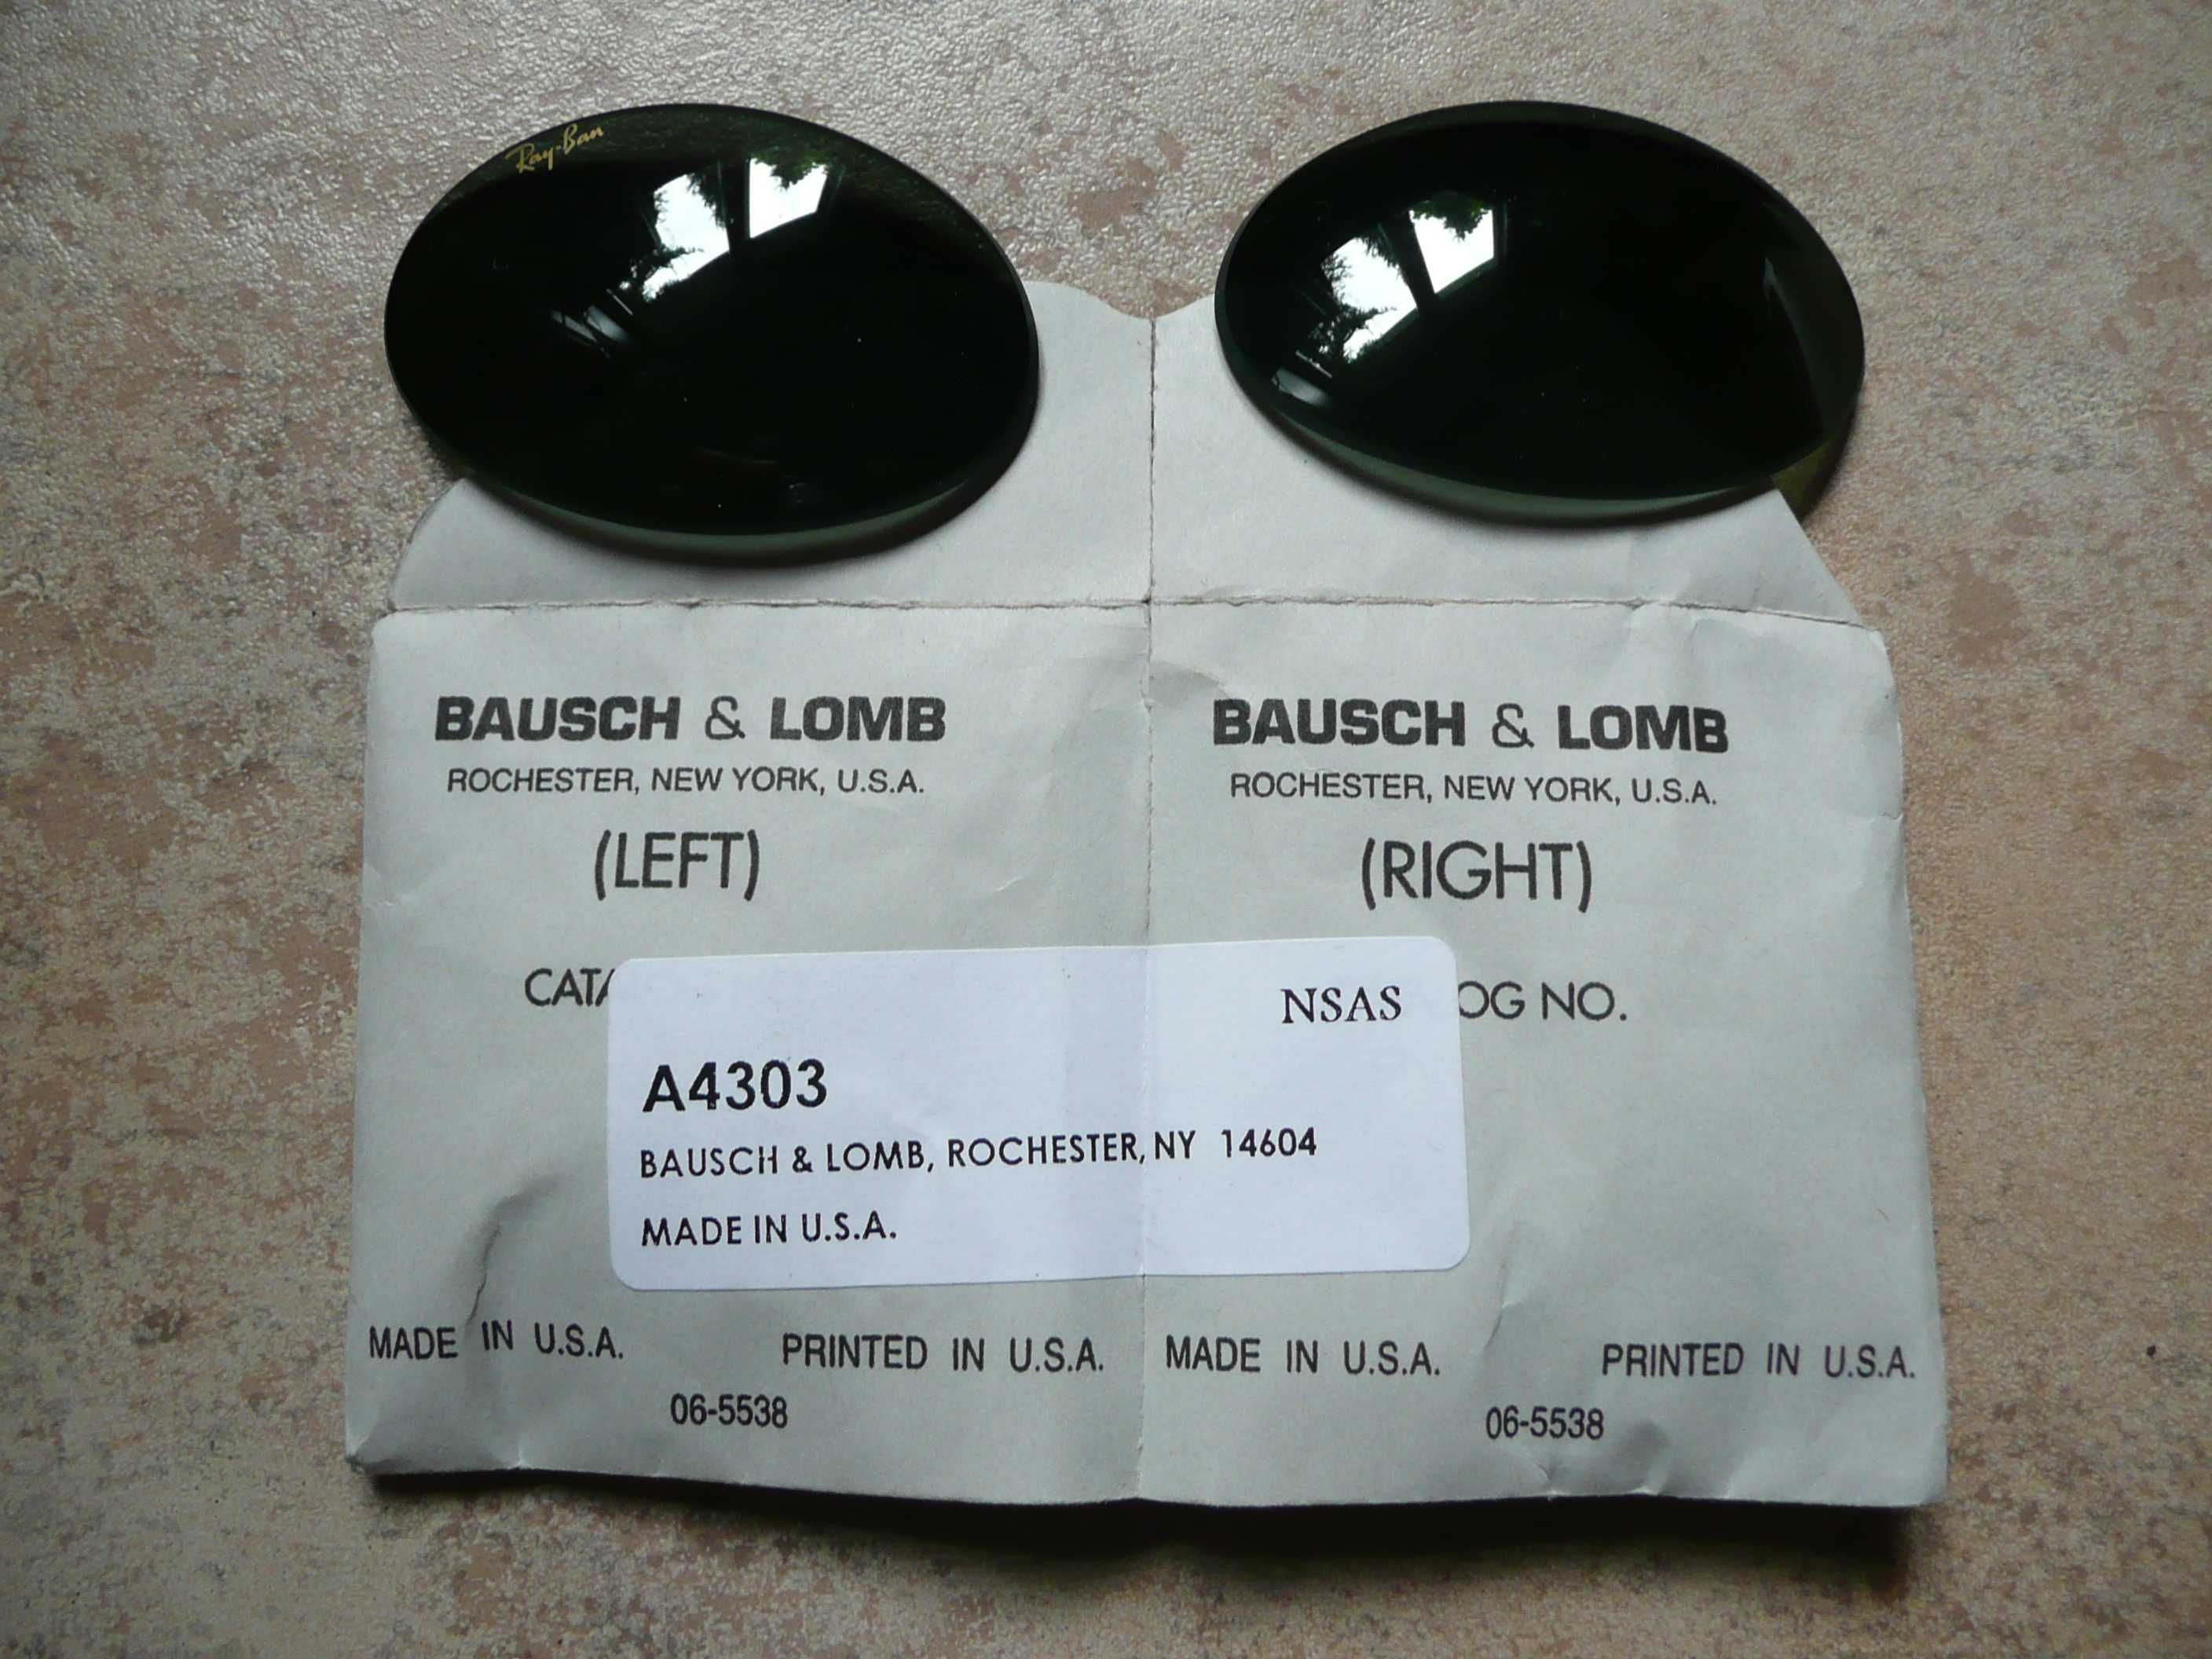 Ray-Ban
BAUSCH & LOMB
ROCHESTER, NEW YORK, U.S.A.
(LEFT)
BAUSCH & LOMB
ROCHESTER, NEW YORK, U.S.A.
(RIGHT)
CATA
OG NO.
NSAS
A4303
BAUSCH & LOMB, ROCHESTER, NY 14604
MADE IN U.S.A.
MADE IN U.S.A. PRINTED IN U.S.A.
06-5538
MADE IN U.S.A. PRINTED IN U.S.A.
06-5538